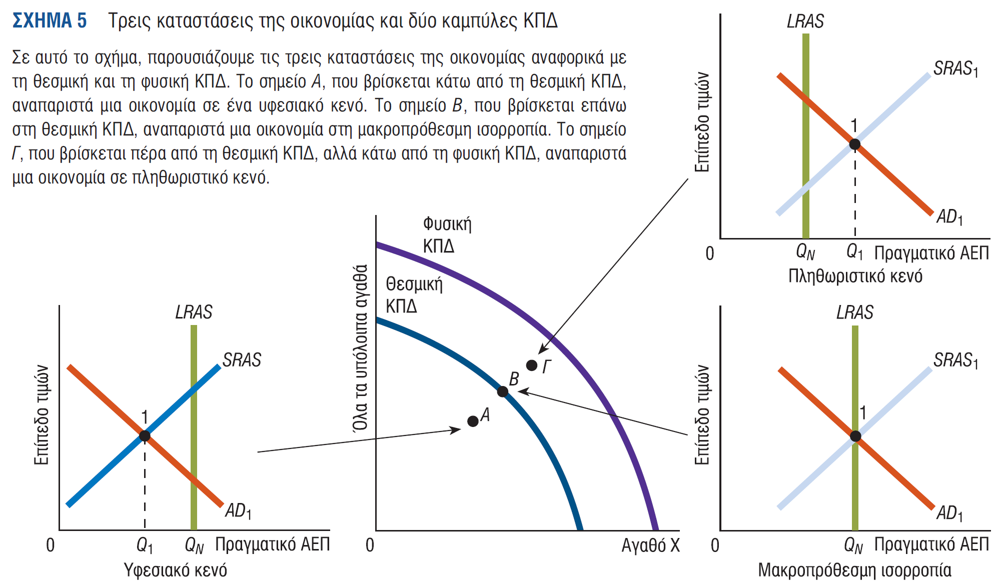 ΣΧΗΜΑ 5 Τρεις καταστάσεις της οικονομίας και δύο καμπύλες ΚΠΔ
Σε αυτό το σχήμα, παρουσιάζουμε τις τρεις καταστάσεις της οικονομίας αναφορικά με
τη θεσμική και τη φυσική ΚΠΔ. Το σημείο Α, που βρίσκεται κάτω από τη θεσμική ΚΠΔ,
αναπαριστά μια οικονομία σε ένα υφεσιακό κενό. Το σημείο Β, που βρίσκεται επάνω
στη θεσμική ΚΠΔ, αναπαριστά μια οικονομία στη μακροπρόθεσμη ισορροπία. Το σημείο
Γ, που βρίσκεται πέρα από τη θεσμική ΚΠΔ, αλλά κάτω από τη φυσική ΚΠΔ, αναπαριστά
μια οικονομία σε πληθωριστικό κενό.
Επίπεδο τιμών
LRAS
SRAS
1
AD1
0
Q1
QN
Πραγματικό ΑΕΠ
Υφεσιακό κενό
Όλα τα υπόλοιπα αγαθά
Φυσική
ΚΠΔ
Θεσμική
ΚΠΔ
Γ
Β
Α
0
Αγαθό Χ
Επίπεδο τιμών
LRAS
SRAS1
1
AD1
0
QN
Q1
Πραγματικό ΑΕΠ
Πληθωριστικό κενό
Επίπεδο τιμών
LRAS
SRAS1
1
AD1
0
QN
Πραγματικό ΑΕΠ
Μακροπρόθεσμη ισορροπία